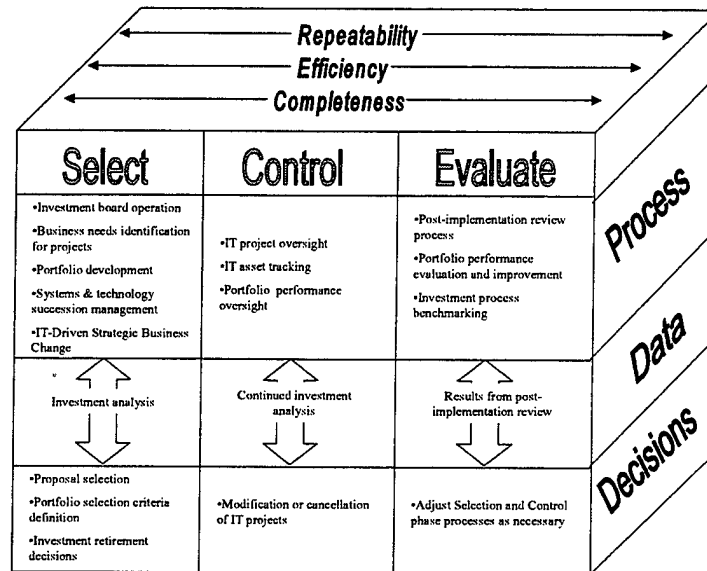 Repeatability
Efficiency
Completeness
Select
Control
Evaluate
•Investment board operation
•Business needs identification
for projects
•Portfolio development
•Systems & technology
succession management
•IT-Driven Strategic Business
Change
•IT project oversight
•IT asset tracking
•Portfolio performance
oversight
•Post-implementation review
process
•Portfolio performance
evaluation and improvement
•Investment process
benchmarking
Process
Investment analysis
Continued investment
analysis
Results from post-
implementation review
Data
•Proposal selection
•Portfolio selection criteria
definition
•Investment retirement
decisions
•Modification or cancellation
of IT projects
•Adjust Selection and Control
phase processes as necessary
Decisions